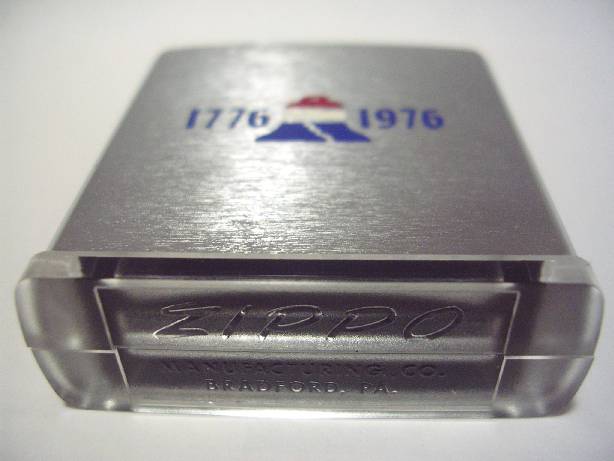 1776 1976
ZIPPO
MANUFACTURING CO.
BRADFORD, PA.